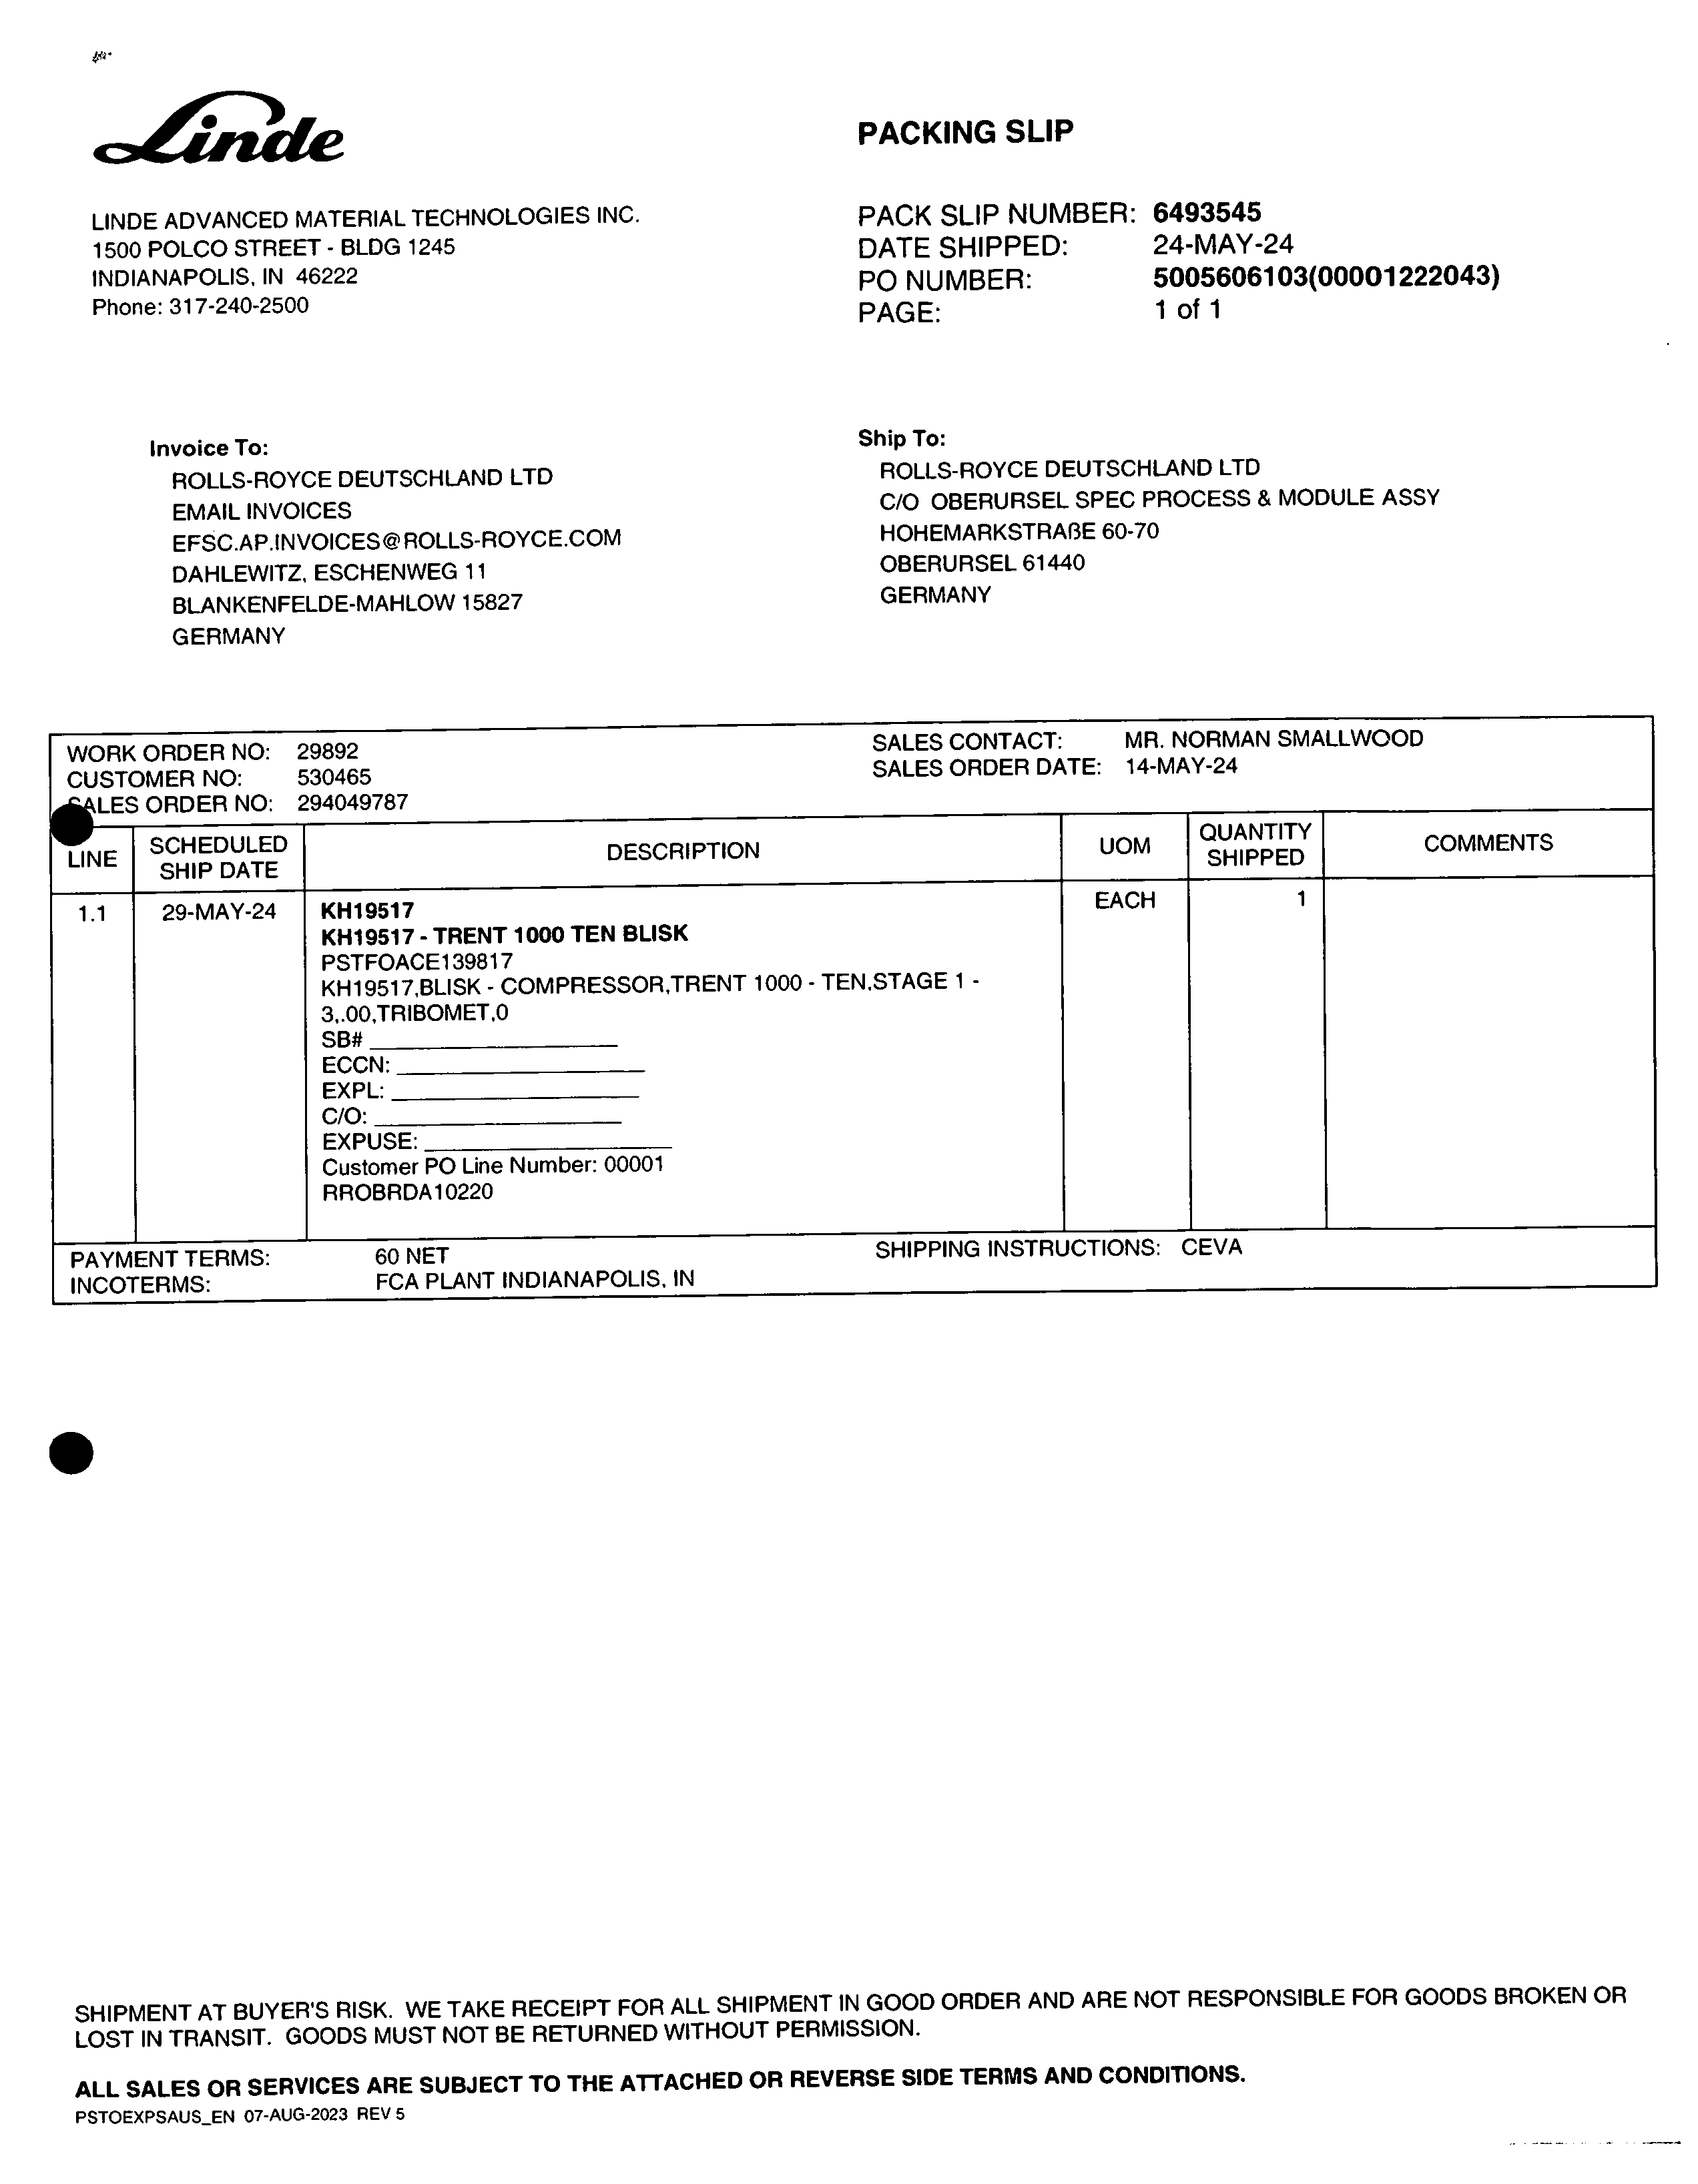 Linde
PACKING SLIP
LINDE ADVANCED MATERIAL TECHNOLOGIES INC.
1500 POLCO STREET - BLDG 1245
INDIANAPOLIS, IN 46222
Phone: 317-240-2500
PACK SLIP NUMBER: 6493545
DATE SHIPPED: 24-MAY-24
PO NUMBER: 5005606103(00001222043)
PAGE: 1 of 1
Invoice To:
ROLLS-ROYCE DEUTSCHLAND LTD
EMAIL INVOICES
EFSC.AP.INVOICES@ROLLS-ROYCE.COM
DAHLEWITZ, ESCHENWEG 11
BLANKENFELDE-MAHLOW 15827
GERMANY
Ship To:
ROLLS-ROYCE DEUTSCHLAND LTD
C/O OBERURSEL SPEC PROCESS & MODULE ASSY
HOHEMARKSTRAßE 60-70
OBERURSEL 61440
GERMANY
WORK ORDER NO: 29892
CUSTOMER NO: 530465
SALES ORDER NO: 294049787
SALES CONTACT: MR. NORMAN SMALLWOOD
SALES ORDER DATE: 14-MAY-24
LINE SCHEDULED SHIP DATE DESCRIPTION UOM QUANTITY SHIPPED COMMENTS
1.1 29-MAY-24 KH19517 EACH 1
KH19517 - TRENT 1000 TEN BLISK
PSTFOACE139817
KH19517,BLISK - COMPRESSOR,TRENT 1000 - TEN,STAGE 1 -
3,.00,TRIBOMET,0
SB#
ECCN:
EXPL:
C/O:
EXPUSE:
Customer PO Line Number: 00001
RROBRDA10220
PAYMENT TERMS: 60 NET
INCOTERMS: FCA PLANT INDIANAPOLIS, IN
SHIPPING INSTRUCTIONS: CEVA
SHIPMENT AT BUYER'S RISK. WE TAKE RECEIPT FOR ALL SHIPMENT IN GOOD ORDER AND ARE NOT RESPONSIBLE FOR GOODS BROKEN OR
LOST IN TRANSIT. GOODS MUST NOT BE RETURNED WITHOUT PERMISSION.
ALL SALES OR SERVICES ARE SUBJECT TO THE ATTACHED OR REVERSE SIDE TERMS AND CONDITIONS.
PSTOEXPSAUS_EN 07-AUG-2023 REV 5